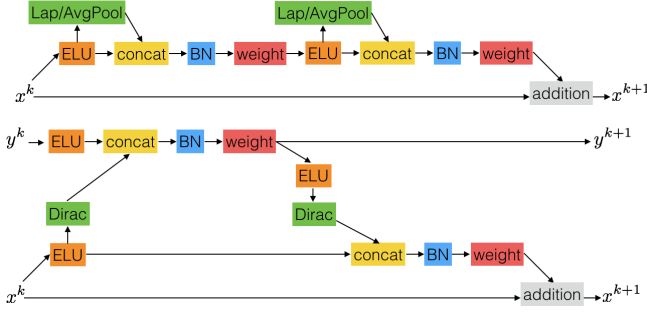 Lap/AvgPool Lap/AvgPool
ELU concat BN weight ELU concat BN weight
x^k addition x^{k+1}
y^k ELU concat BN weight y^{k+1}
ELU
Dirac Dirac
ELU concat BN weight
x^k addition x^{k+1}